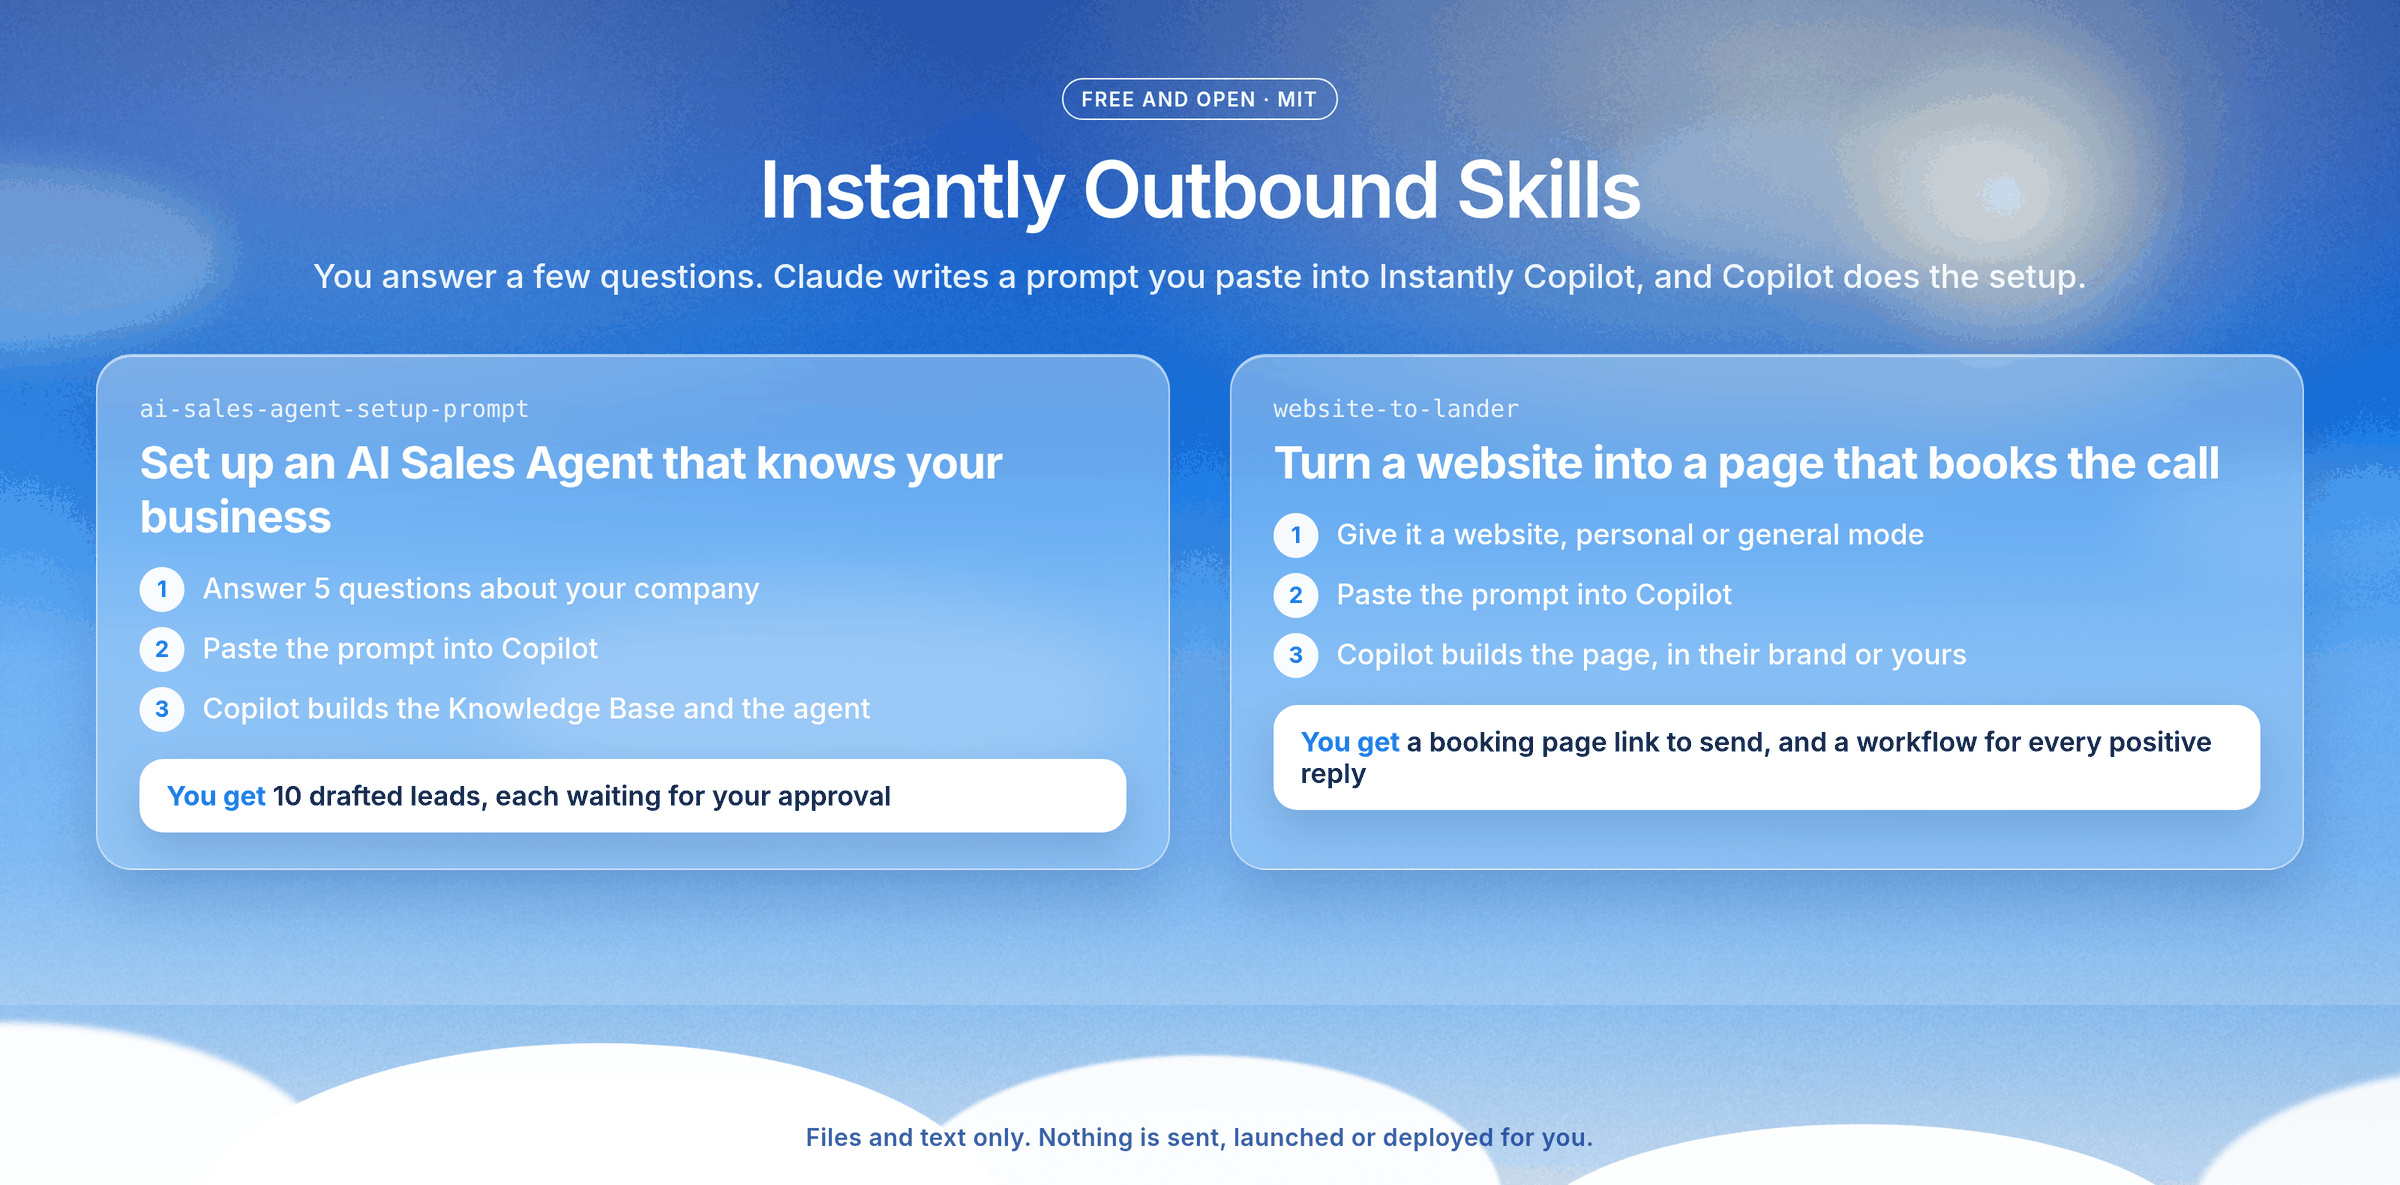 FREE AND OPEN · MIT
Instantly Outbound Skills
You answer a few questions. Claude writes a prompt you paste into Instantly Copilot, and Copilot does the setup.
ai-sales-agent-setup-prompt
Set up an AI Sales Agent that knows your
business
1 Answer 5 questions about your company
2 Paste the prompt into Copilot
3 Copilot builds the Knowledge Base and the agent
You get 10 drafted leads, each waiting for your approval
website-to-lander
Turn a website into a page that books the call
1 Give it a website, personal or general mode
2 Paste the prompt into Copilot
3 Copilot builds the page, in their brand or yours
You get a booking page link to send, and a workflow for every positive
reply
Files and text only. Nothing is sent, launched or deployed for you.